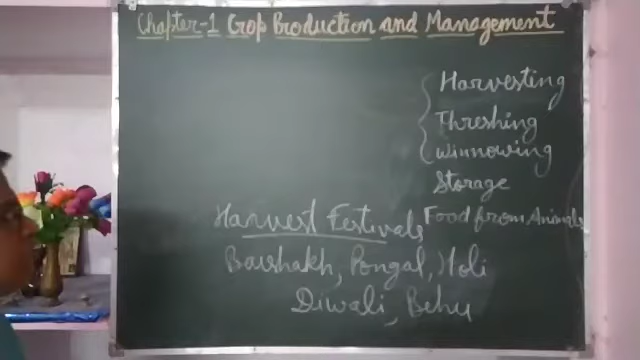 Chapter-1 Crop Production and Management
Harvesting
Threshing
Winnowing
Storage
Food from Animals
Harvest Festivals
Baishakh, Pongal, Holi
Diwali, Behu